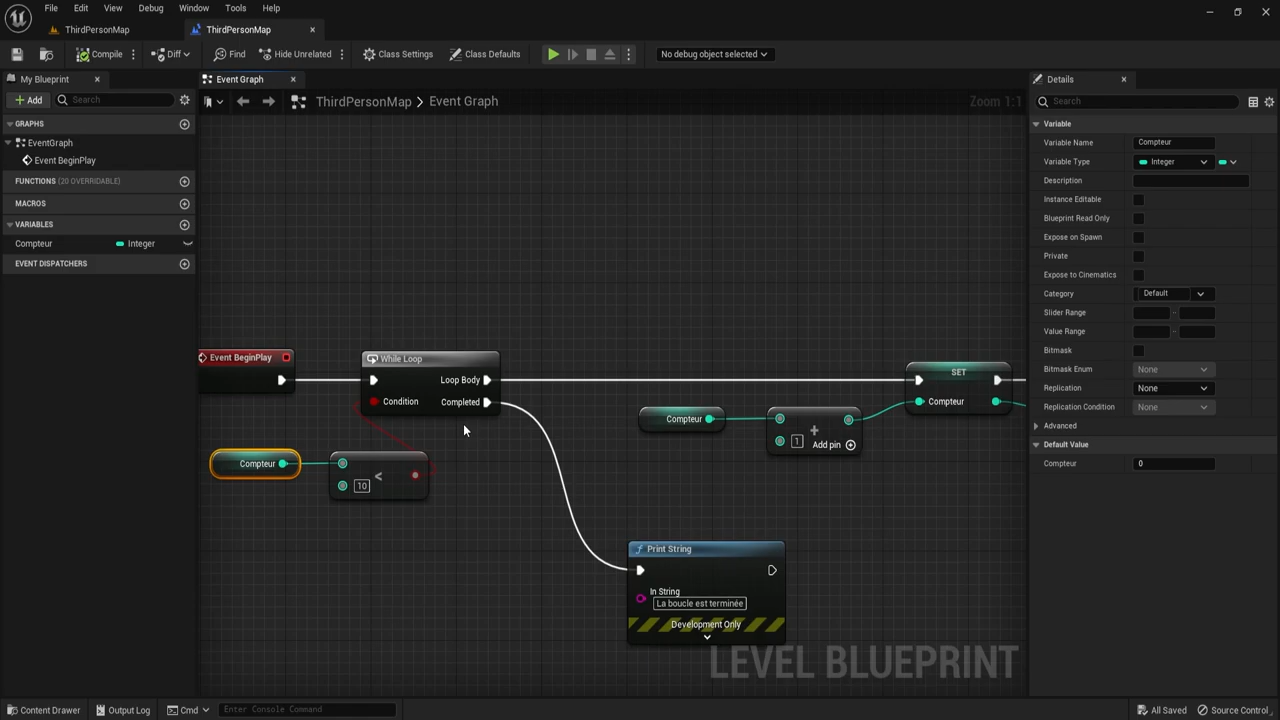 File Edit View Debug Window Tools Help
ThirdPersonMap ThirdPersonMap
Compile Diff Find Hide Unrelated Class Settings Class Defaults No debug object selected
My Blueprint Event Graph Details
Add Search ThirdPersonMap > Event Graph Zoom 1:1 Search
GRAPHS
EventGraph
Event BeginPlay
FUNCTIONS (20 OVERRIDABLE)
MACROS
VARIABLES
Compteur Integer
EVENT DISPATCHERS
Event BeginPlay
While Loop
Loop Body
Condition Completed
Compteur
<
10
Compteur
+
1 Add pin
SET
Compteur
Print String
In String
La boucle est terminée
Development Only
LEVEL BLUEPRINT
Variable
Variable Name Compteur
Variable Type Integer
Description
Instance Editable
Blueprint Read Only
Expose on Spawn
Private
Expose to Cinematics
Category Default
Slider Range
Value Range
Bitmask
Bitmask Enum None
Replication None
Replication Condition None
Advanced
Default Value
Compteur 0
Content Drawer Output Log Cmd Enter Console Command All Saved Source Control